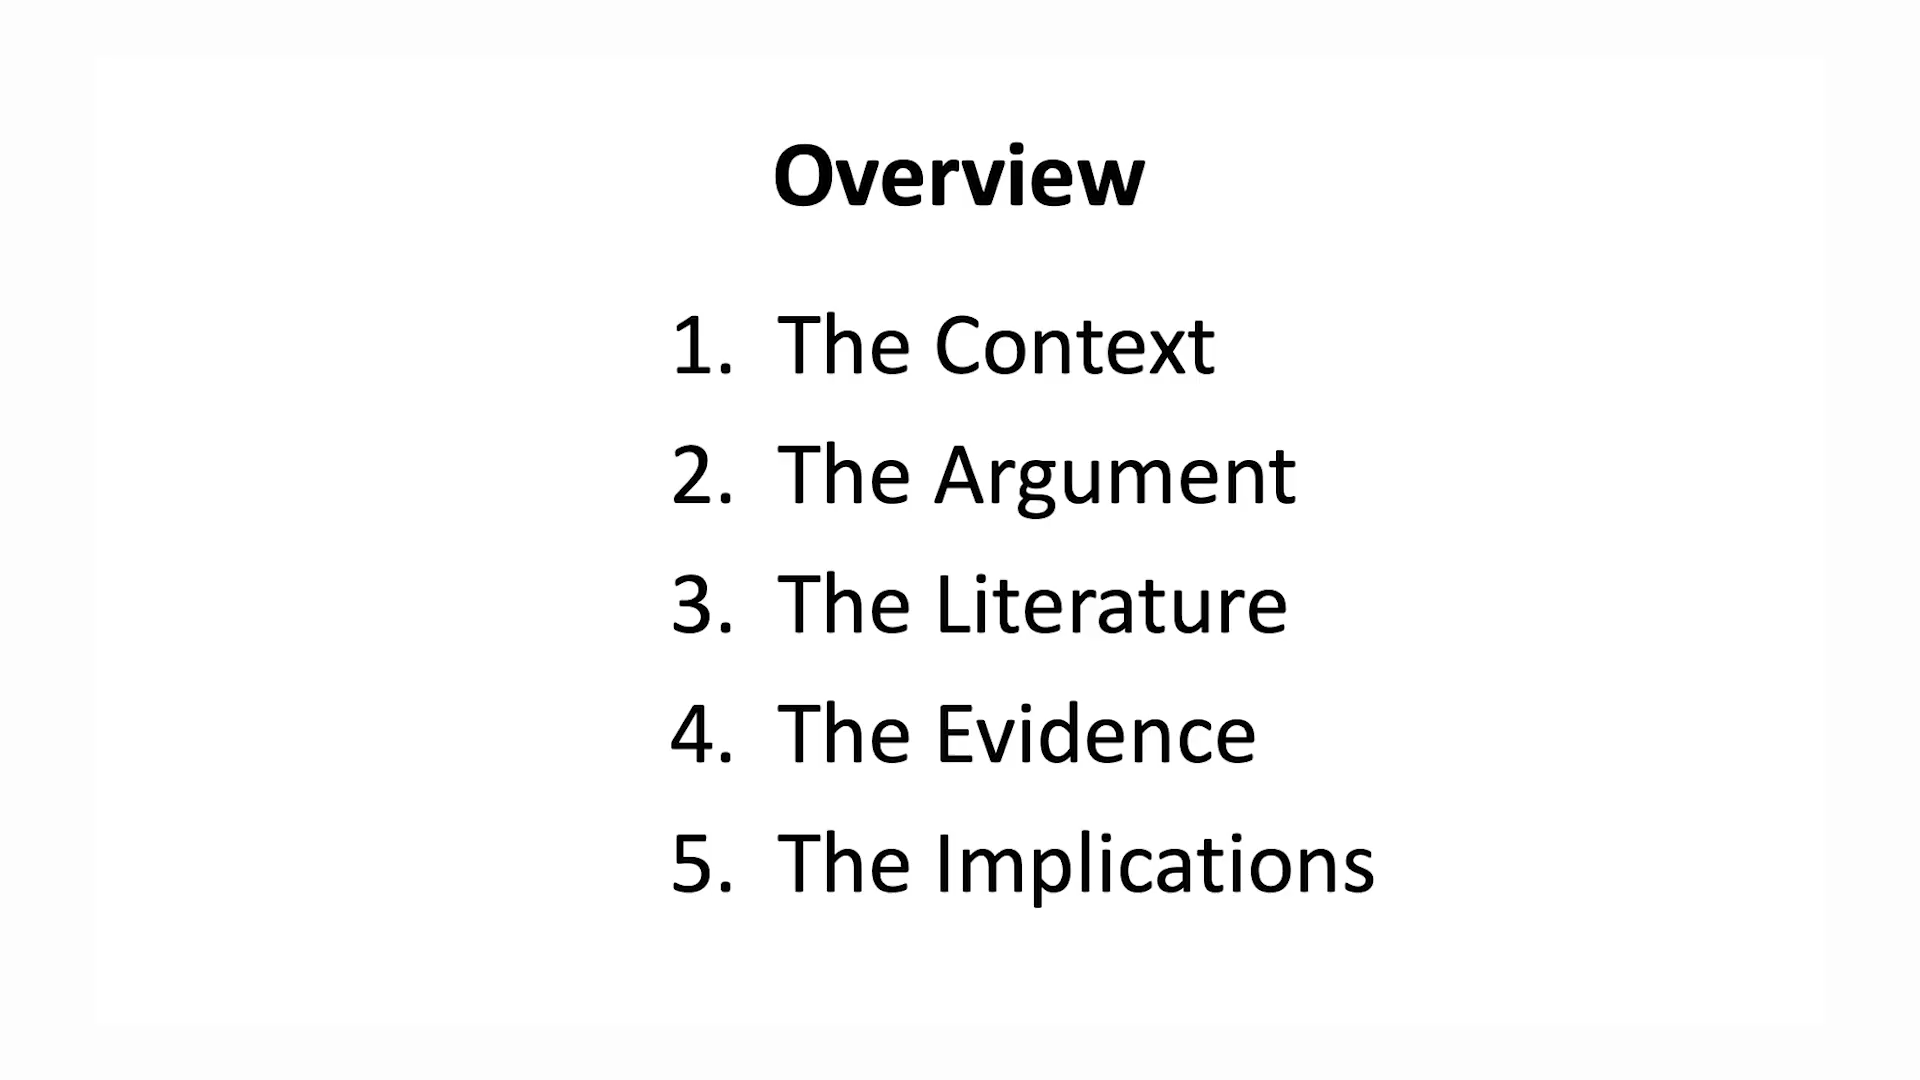 Overview
1. The Context
2. The Argument
3. The Literature
4. The Evidence
5. The Implications